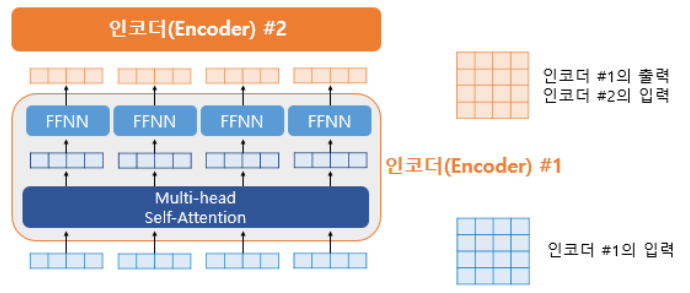 인코더(Encoder) #2
인코더 #1의 출력
인코더 #2의 입력
FFNN
FFNN
FFNN
FFNN
인코더(Encoder) #1
Multi-head
Self-Attention
인코더 #1의 입력